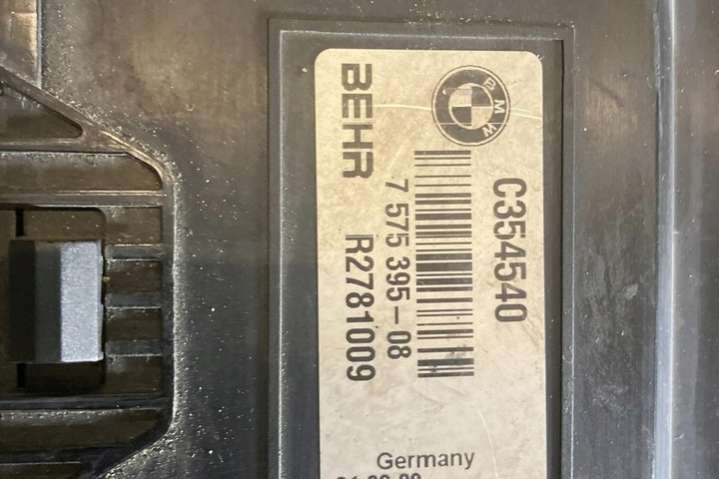 BMW
C354540
7 575 395-08
BEHR R2781009
Germany